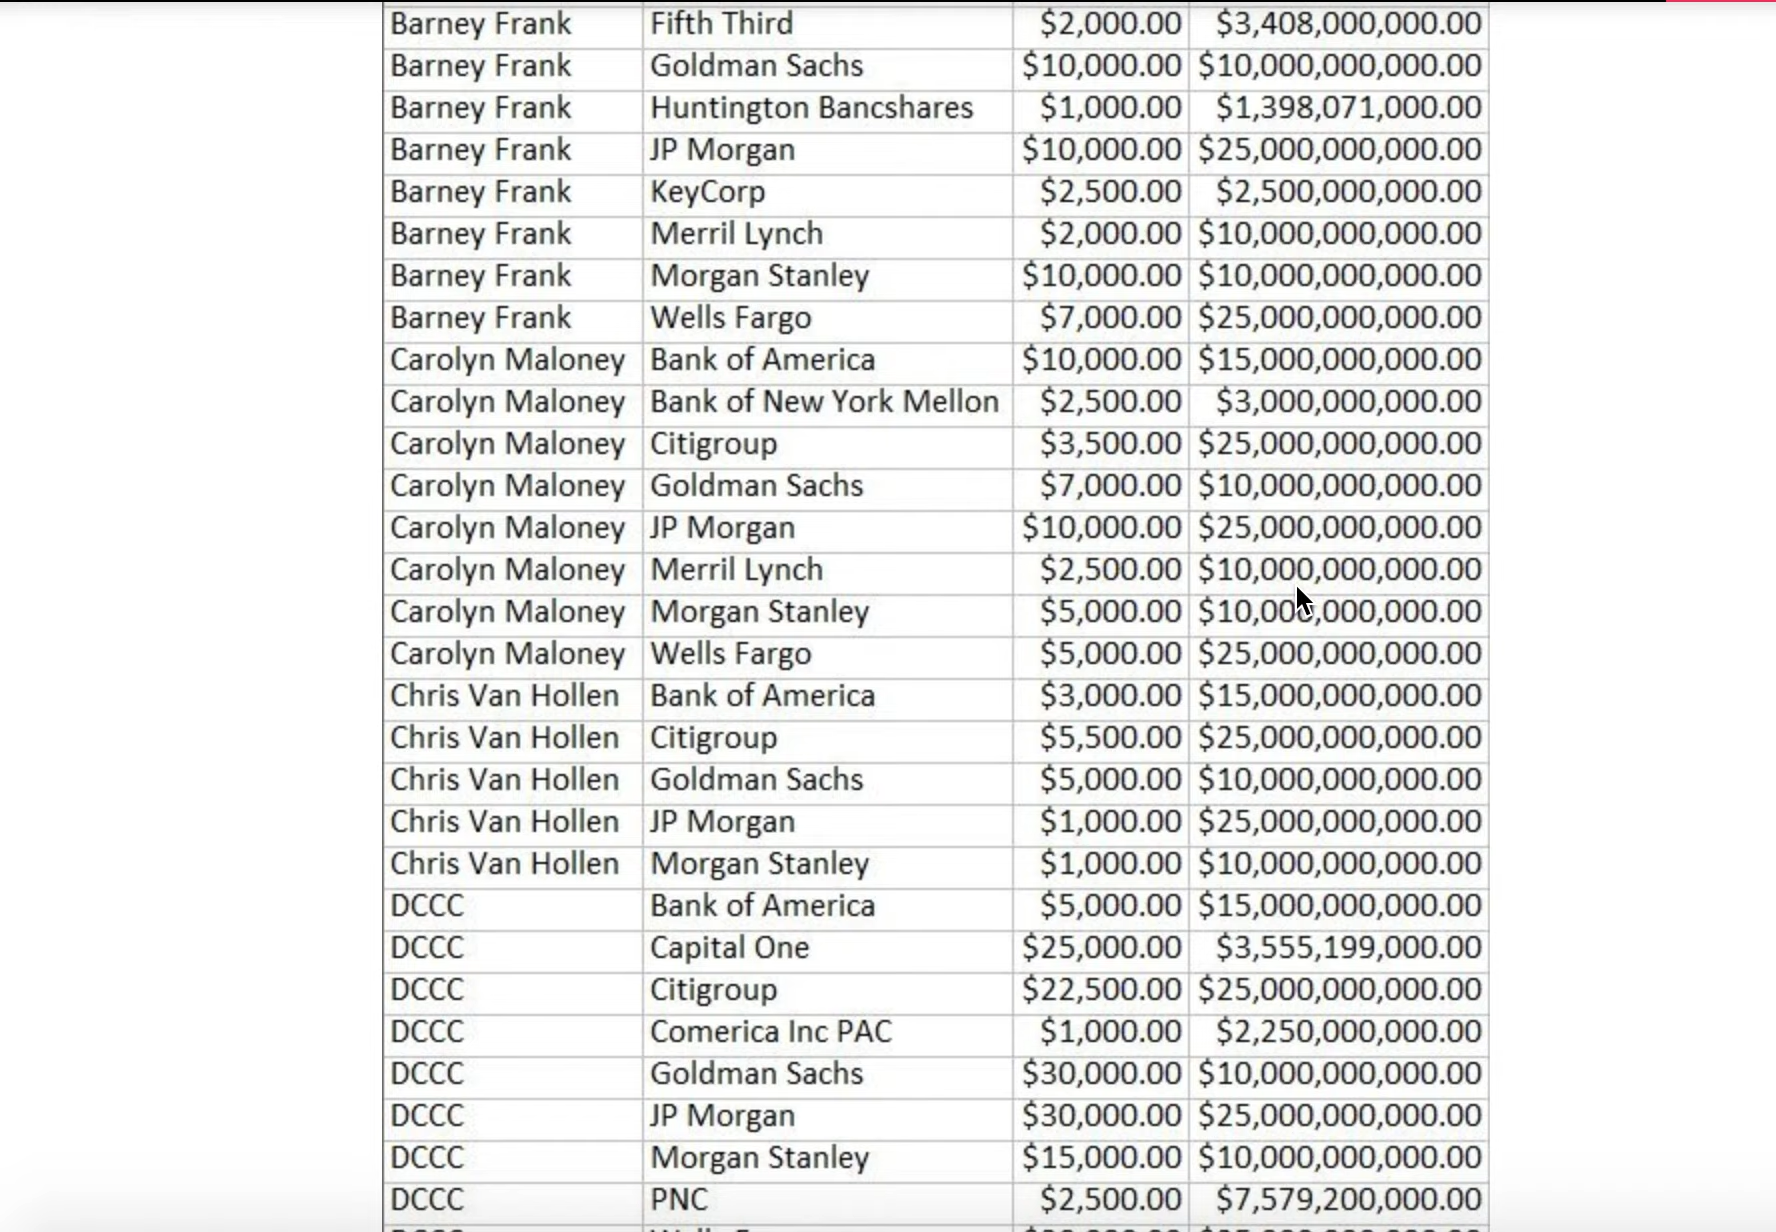 Barney Frank Fifth Third $2,000.00 $3,408,000,000.00
Barney Frank Goldman Sachs $10,000.00 $10,000,000,000.00
Barney Frank Huntington Bancshares $1,000.00 $1,398,071,000.00
Barney Frank JP Morgan $10,000.00 $25,000,000,000.00
Barney Frank KeyCorp $2,500.00 $2,500,000,000.00
Barney Frank Merril Lynch $2,000.00 $10,000,000,000.00
Barney Frank Morgan Stanley $10,000.00 $10,000,000,000.00
Barney Frank Wells Fargo $7,000.00 $25,000,000,000.00
Carolyn Maloney Bank of America $10,000.00 $15,000,000,000.00
Carolyn Maloney Bank of New York Mellon $2,500.00 $3,000,000,000.00
Carolyn Maloney Citigroup $3,500.00 $25,000,000,000.00
Carolyn Maloney Goldman Sachs $7,000.00 $10,000,000,000.00
Carolyn Maloney JP Morgan $10,000.00 $25,000,000,000.00
Carolyn Maloney Merril Lynch $2,500.00 $10,000,000,000.00
Carolyn Maloney Morgan Stanley $5,000.00 $10,000,000,000.00
Carolyn Maloney Wells Fargo $5,000.00 $25,000,000,000.00
Chris Van Hollen Bank of America $3,000.00 $15,000,000,000.00
Chris Van Hollen Citigroup $5,500.00 $25,000,000,000.00
Chris Van Hollen Goldman Sachs $5,000.00 $10,000,000,000.00
Chris Van Hollen JP Morgan $1,000.00 $25,000,000,000.00
Chris Van Hollen Morgan Stanley $1,000.00 $10,000,000,000.00
DCCC Bank of America $5,000.00 $15,000,000,000.00
DCCC Capital One $25,000.00 $3,555,199,000.00
DCCC Citigroup $22,500.00 $25,000,000,000.00
DCCC Comerica Inc PAC $1,000.00 $2,250,000,000.00
DCCC Goldman Sachs $30,000.00 $10,000,000,000.00
DCCC JP Morgan $30,000.00 $25,000,000,000.00
DCCC Morgan Stanley $15,000.00 $10,000,000,000.00
DCCC PNC $2,500.00 $7,579,200,000.00